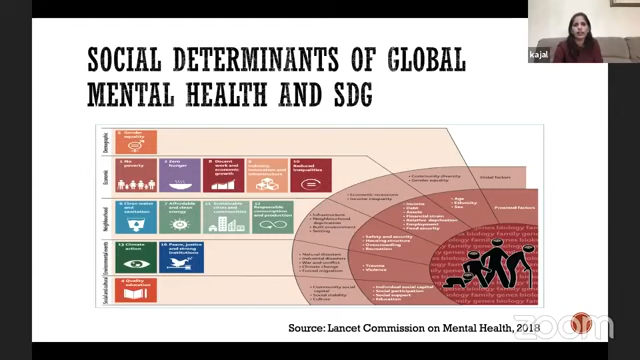 SOCIAL DETERMINANTS OF GLOBAL
MENTAL HEALTH AND SDG
kajal
Demographic
5 Gender
equality
Economic
1 No
poverty
2 Zero
hunger
8 Decent
work and
economic
growth
9 Industry,
innovation and
infrastructure
10
Reduced
inequalities
Neighbourhood
6 Clean water
and sanitation
7 Affordable
and clean
energy
11
Sustainable
cities and
communities
12
Responsible
consumption
and production
Environmental events
13 Climate
action
16 Peace, justice
and strong
institutions
Social and cultural
4 Quality
education
• Community diversity
• Gender equality
Distal factors
• Economic recessions
• Income inequality
• Infrastructure
• Neighbourhood
deprivation
• Built environment
• Setting
• Natural disasters
• Industrial disasters
• War and conflict
• Climate change
• Forced migration
• Community social
capital
• Social stability
• Culture
• Age
• Ethnicity
• Sex
Proximal factors
• Income
• Debt
• Assets
• Financial strain
• Relative deprivation
• Employment
• Food security
• Safety and security
• Housing structure
• Overcrowding
• Recreation
• Trauma
• Violence
• Individual social capital
• Social participation
• Social support
• Education
genes biology family
Source: Lancet Commission on Mental Health, 2018
zoom